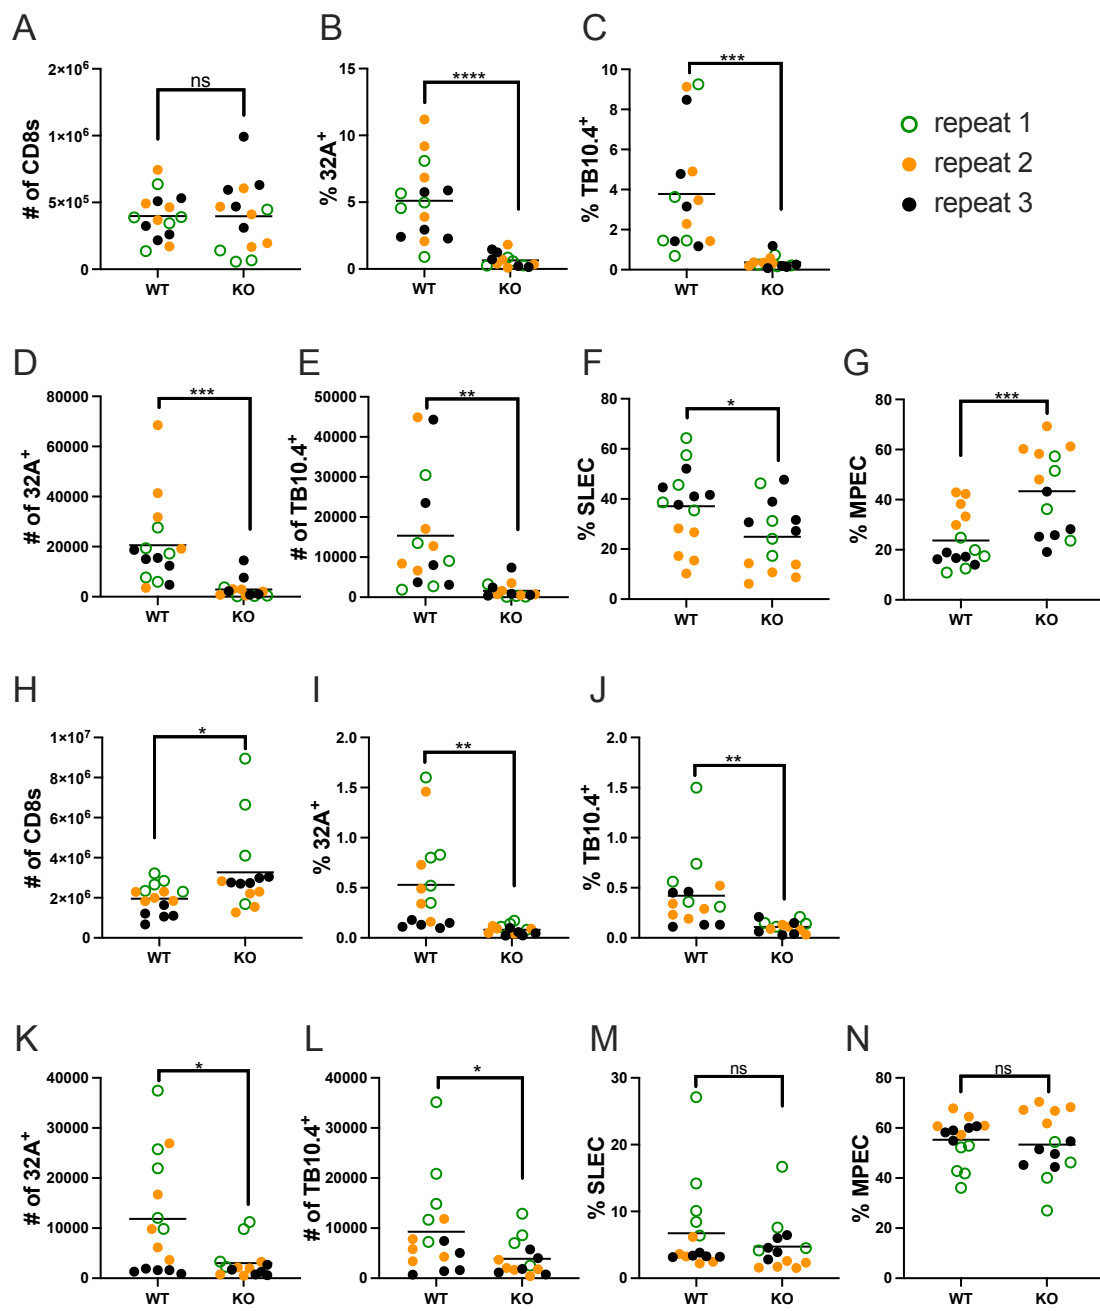 A B C
2×10⁶ 1×10⁶ 5×10⁵ 0
# of CD8s
ns
WT KO
15 10 5 0
% 32A⁺
****
WT KO
10 8 6 4 2 0
% TB10.4⁺
***
WT KO
repeat 1
repeat 2
repeat 3
D E F G
80000 60000 40000 20000 0
# of 32A⁺
***
WT KO
50000 40000 30000 20000 10000 0
# of TB10.4⁺
**
WT KO
80 60 40 20 0
% SLEC
*
WT KO
80 60 40 20 0
% MPEC
***
WT KO
H I J
1×10⁷ 8×10⁶ 6×10⁶ 4×10⁶ 2×10⁶ 0
# of CD8s
*
WT KO
2.0 1.5 1.0 0.5 0.0
% 32A⁺
**
WT KO
2.0 1.5 1.0 0.5 0.0
% TB10.4⁺
**
WT KO
K L M N
40000 30000 20000 10000 0
# of 32A⁺
*
WT KO
40000 30000 20000 10000 0
# of TB10.4⁺
*
WT KO
30 20 10 0
% SLEC
ns
WT KO
80 60 40 20 0
% MPEC
ns
WT KO